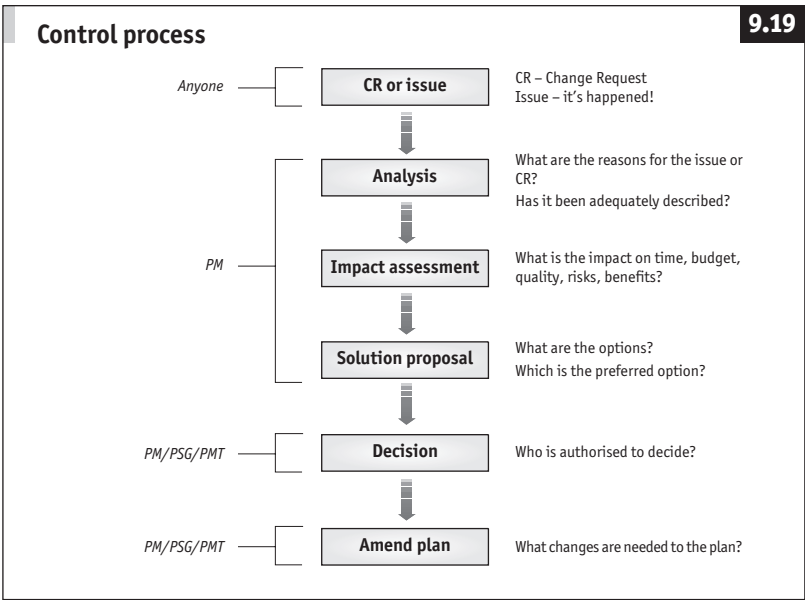 Control process
9.19
Anyone
CR or issue
CR – Change Request
Issue – it's happened!
PM
Analysis
What are the reasons for the issue or
CR?
Has it been adequately described?
Impact assessment
What is the impact on time, budget,
quality, risks, benefits?
Solution proposal
What are the options?
Which is the preferred option?
PM/PSG/PMT
Decision
Who is authorised to decide?
PM/PSG/PMT
Amend plan
What changes are needed to the plan?